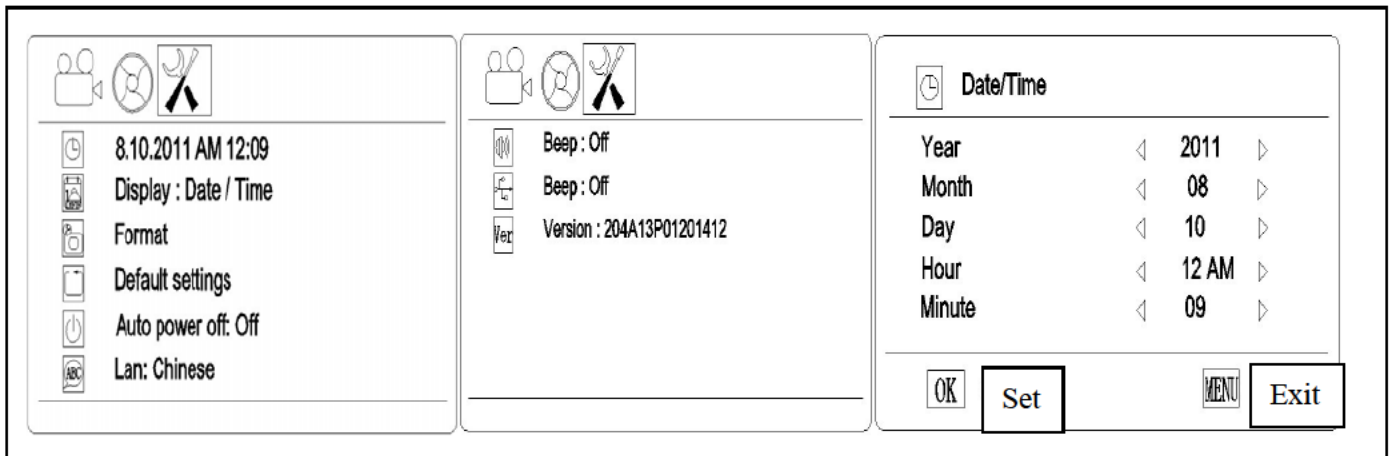 8.10.2011 AM 12:09
Display : Date / Time
Format
Default settings
Auto power off: Off
ABC Lan: Chinese
Beep : Off
Beep : Off
Ver Version : 204A13P01201412
Date/Time
Year 2011
Month 08
Day 10
Hour 12 AM
Minute 09
OK Set MENU Exit